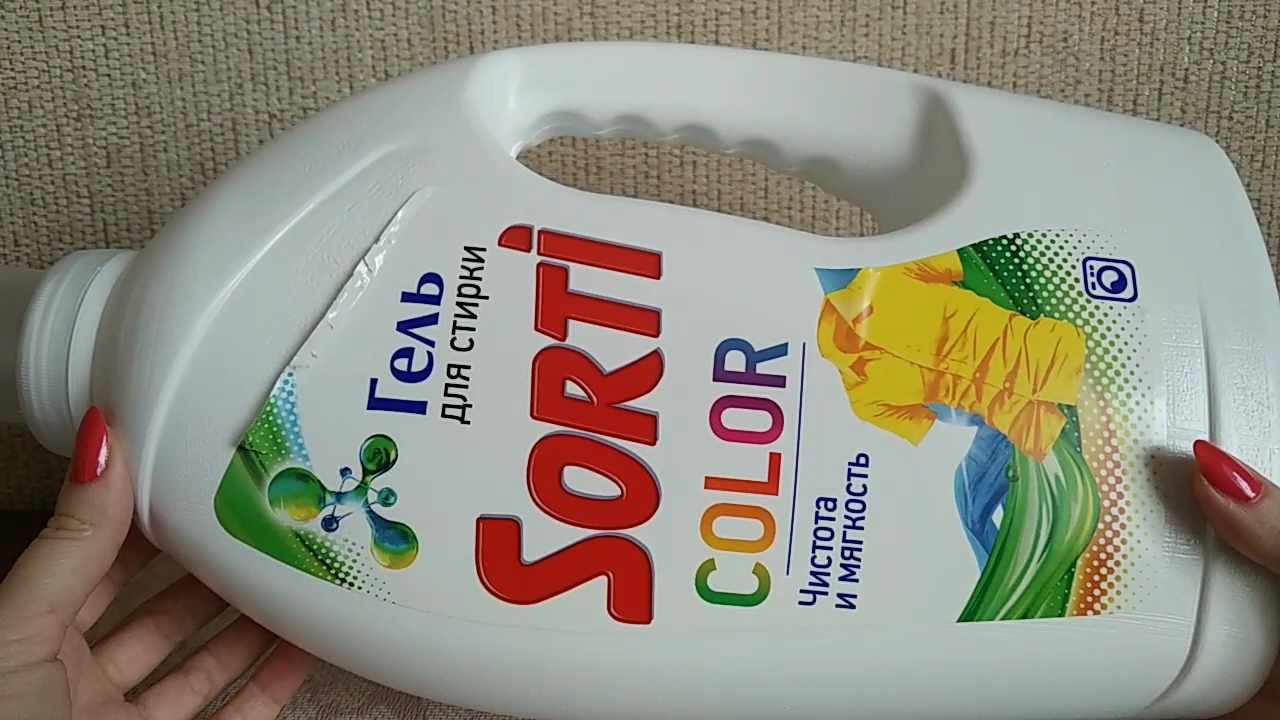 Гель
для стирки
SORTi
COLOR
Чистота
и мягкость